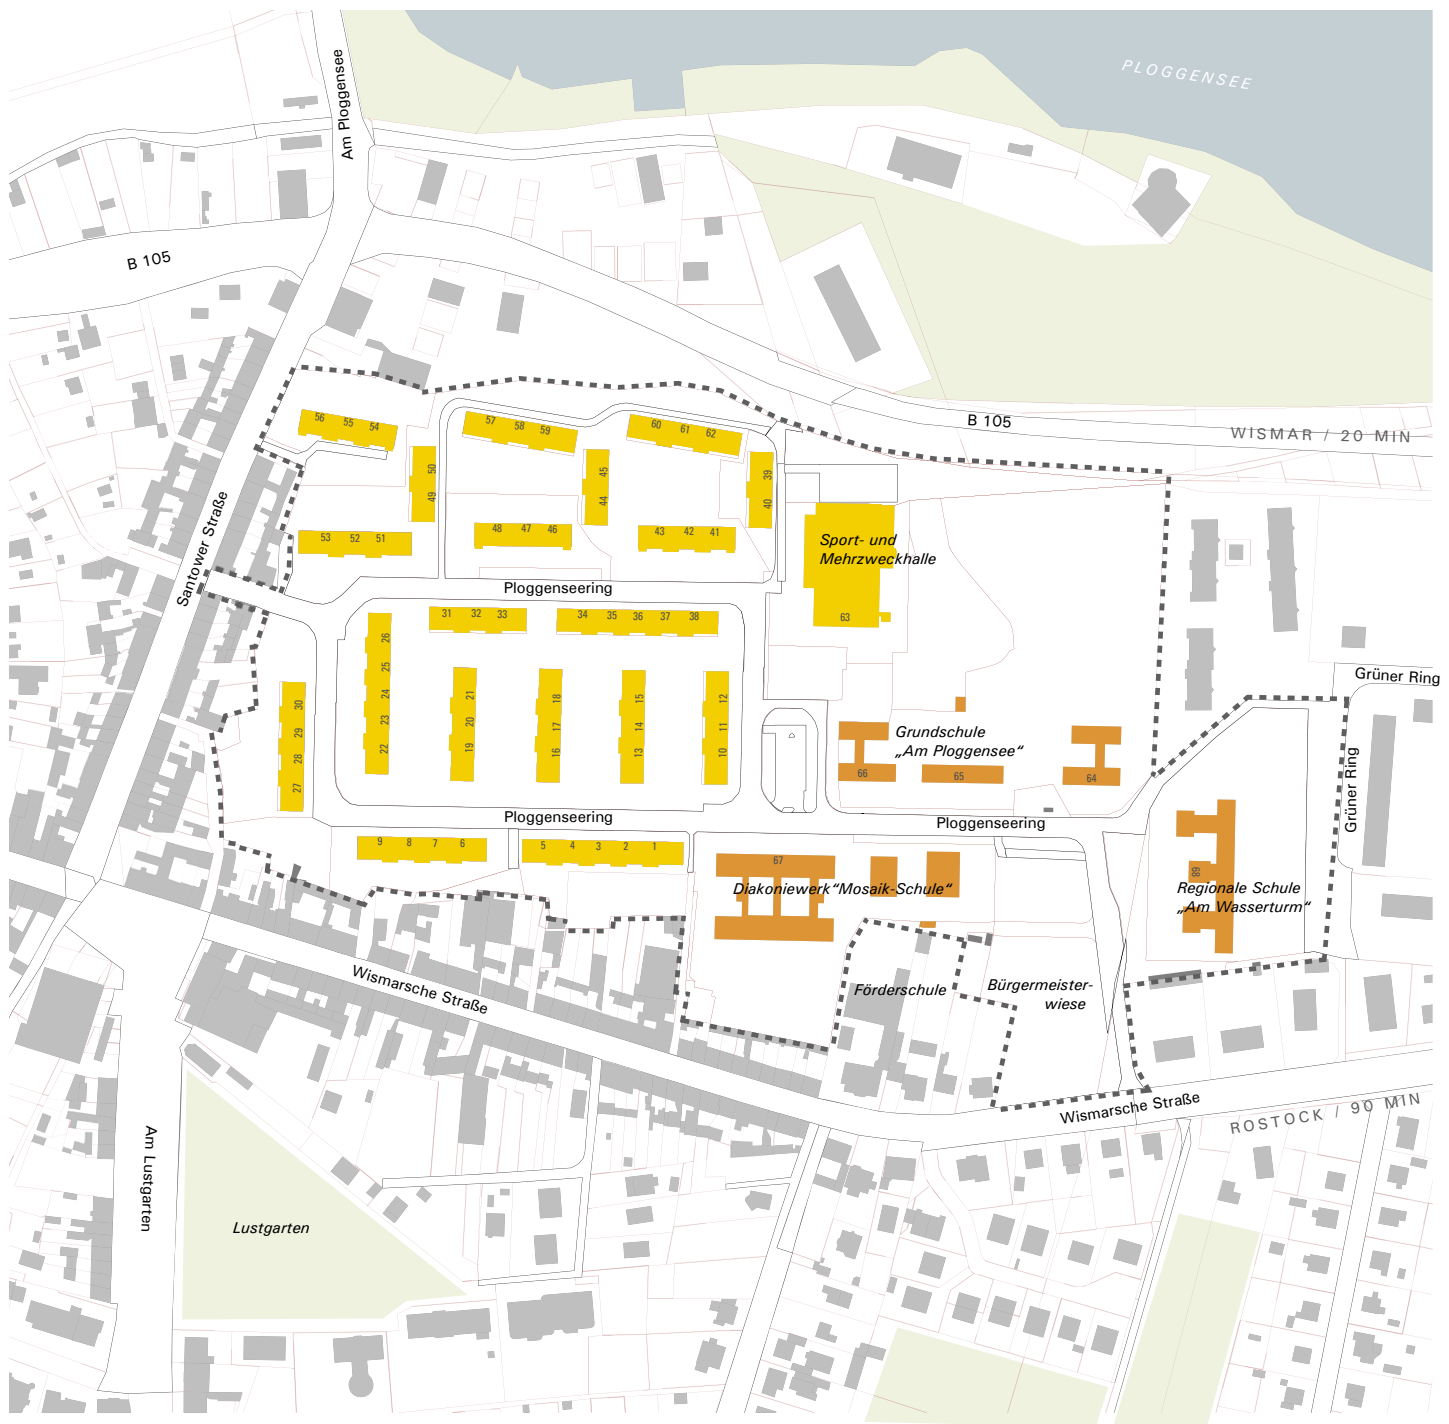 PLOGGENSEE
Am Ploggensee
B 105
B 105
WISMAR / 20 MIN
56 55 54
57 58 59
60 61 62
50
49
45
44
39
40
53 52 51
48 47 46
43 42 41
Santower Straße
Sport- und
Mehrzweckhalle
63
Ploggenseering
31 32 33
34 35 36 37 38
26
25
24
23
22
21
20
19
18
17
16
15
14
13
12
11
10
30
29
28
27
Grüner Ring
Grüner Ring
Grundschule
„Am Ploggensee“
66
65
64
Ploggenseering
Ploggenseering
9 8 7 6
5 4 3 2 1
67
Diakoniewerk“Mosaik-Schule“
68
Regionale Schule
„Am Wasserturm“
Förderschule
Bürgermeister-
wiese
Wismarsche Straße
Wismarsche Straße
ROSTOCK / 90 MIN
Am Lustgarten
Lustgarten